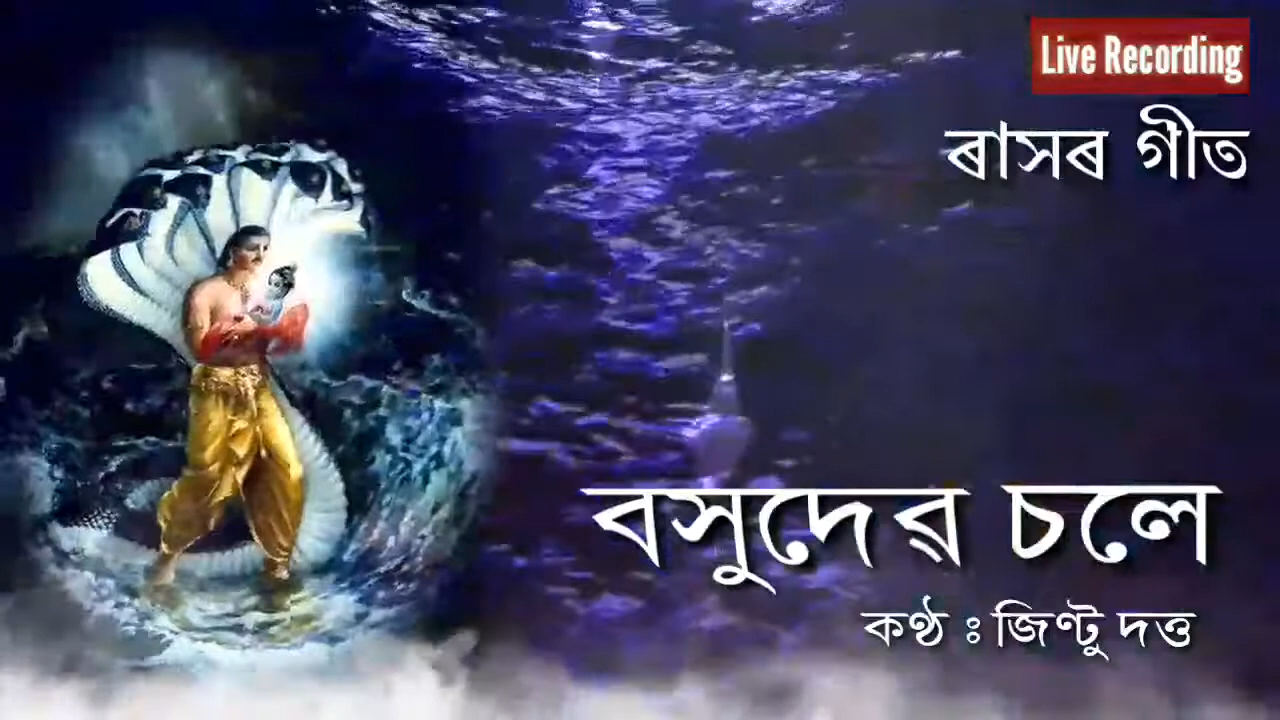 Live Recording
ৰাসৰ গীত
বসুদেৱ চলে
কণ্ঠ ঃ জিণ্টু দত্ত